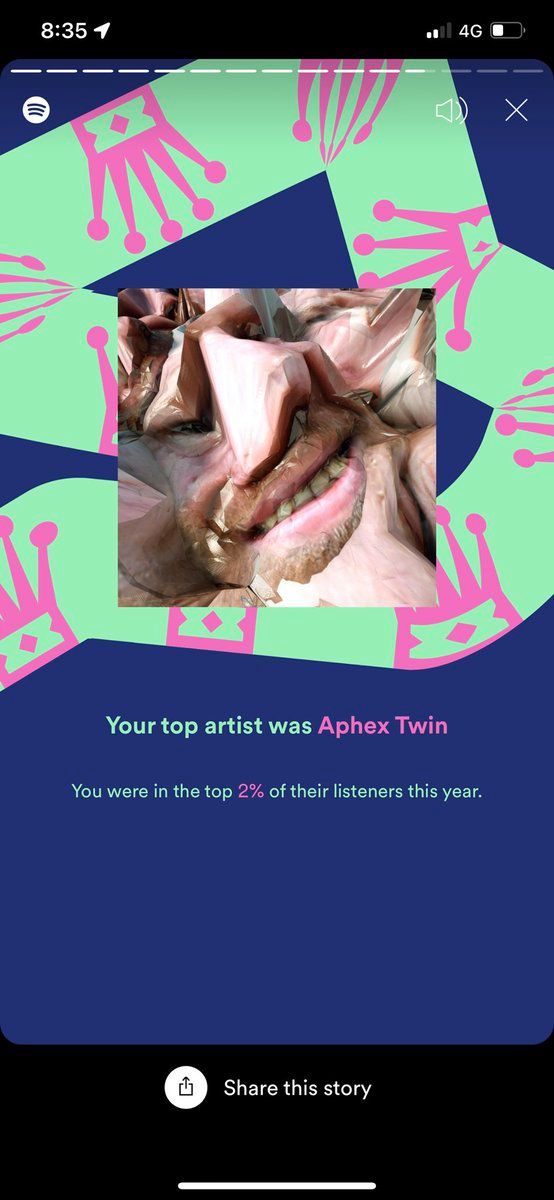 8:35
4G
Your top artist was Aphex Twin
You were in the top 2% of their listeners this year.
Share this story